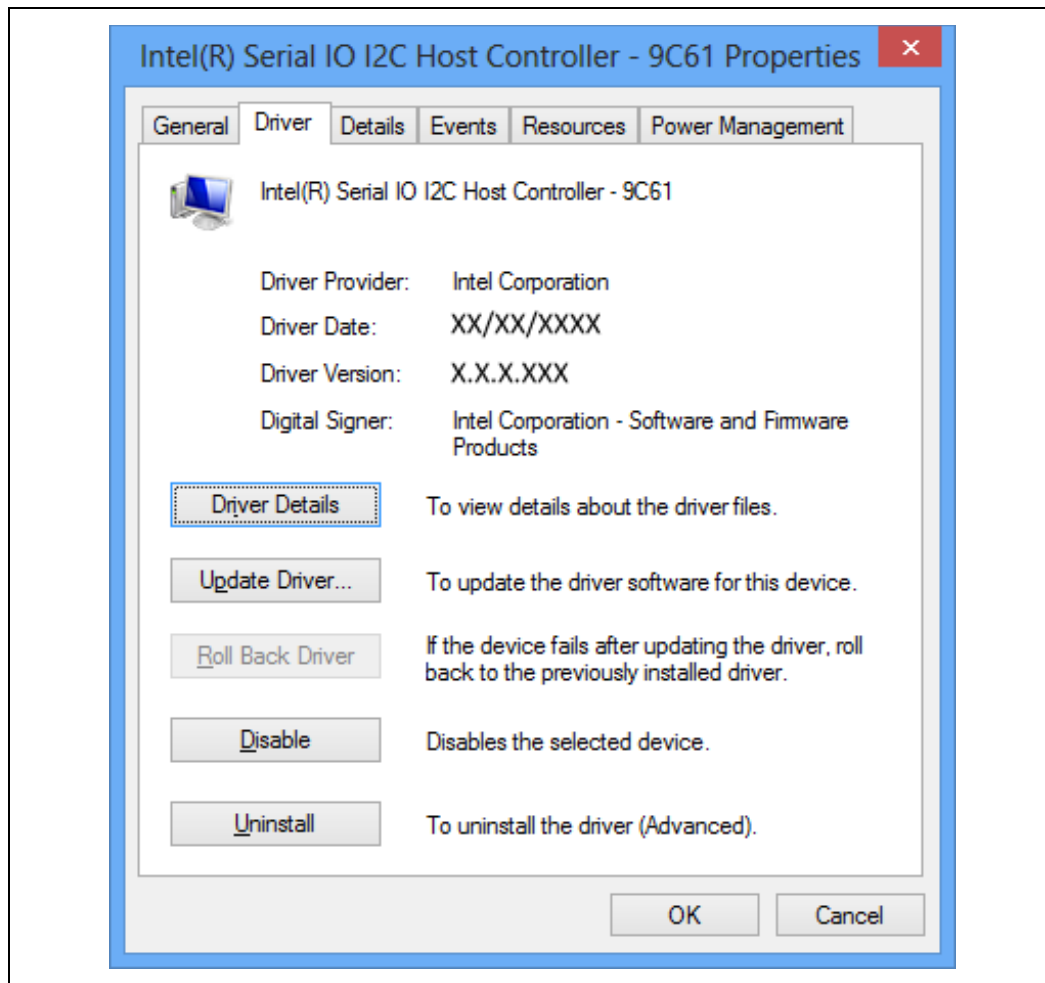 Intel(R) Serial IO I2C Host Controller - 9C61 Properties
General Driver Details Events Resources Power Management
Intel(R) Serial IO I2C Host Controller - 9C61
Driver Provider: Intel Corporation
Driver Date: XX/XX/XXXX
Driver Version: X.X.X.XXX
Digital Signer: Intel Corporation - Software and Firmware
Products
Driver Details To view details about the driver files.
Update Driver... To update the driver software for this device.
Roll Back Driver If the device fails after updating the driver, roll
back to the previously installed driver.
Disable Disables the selected device.
Uninstall To uninstall the driver (Advanced).
OK Cancel